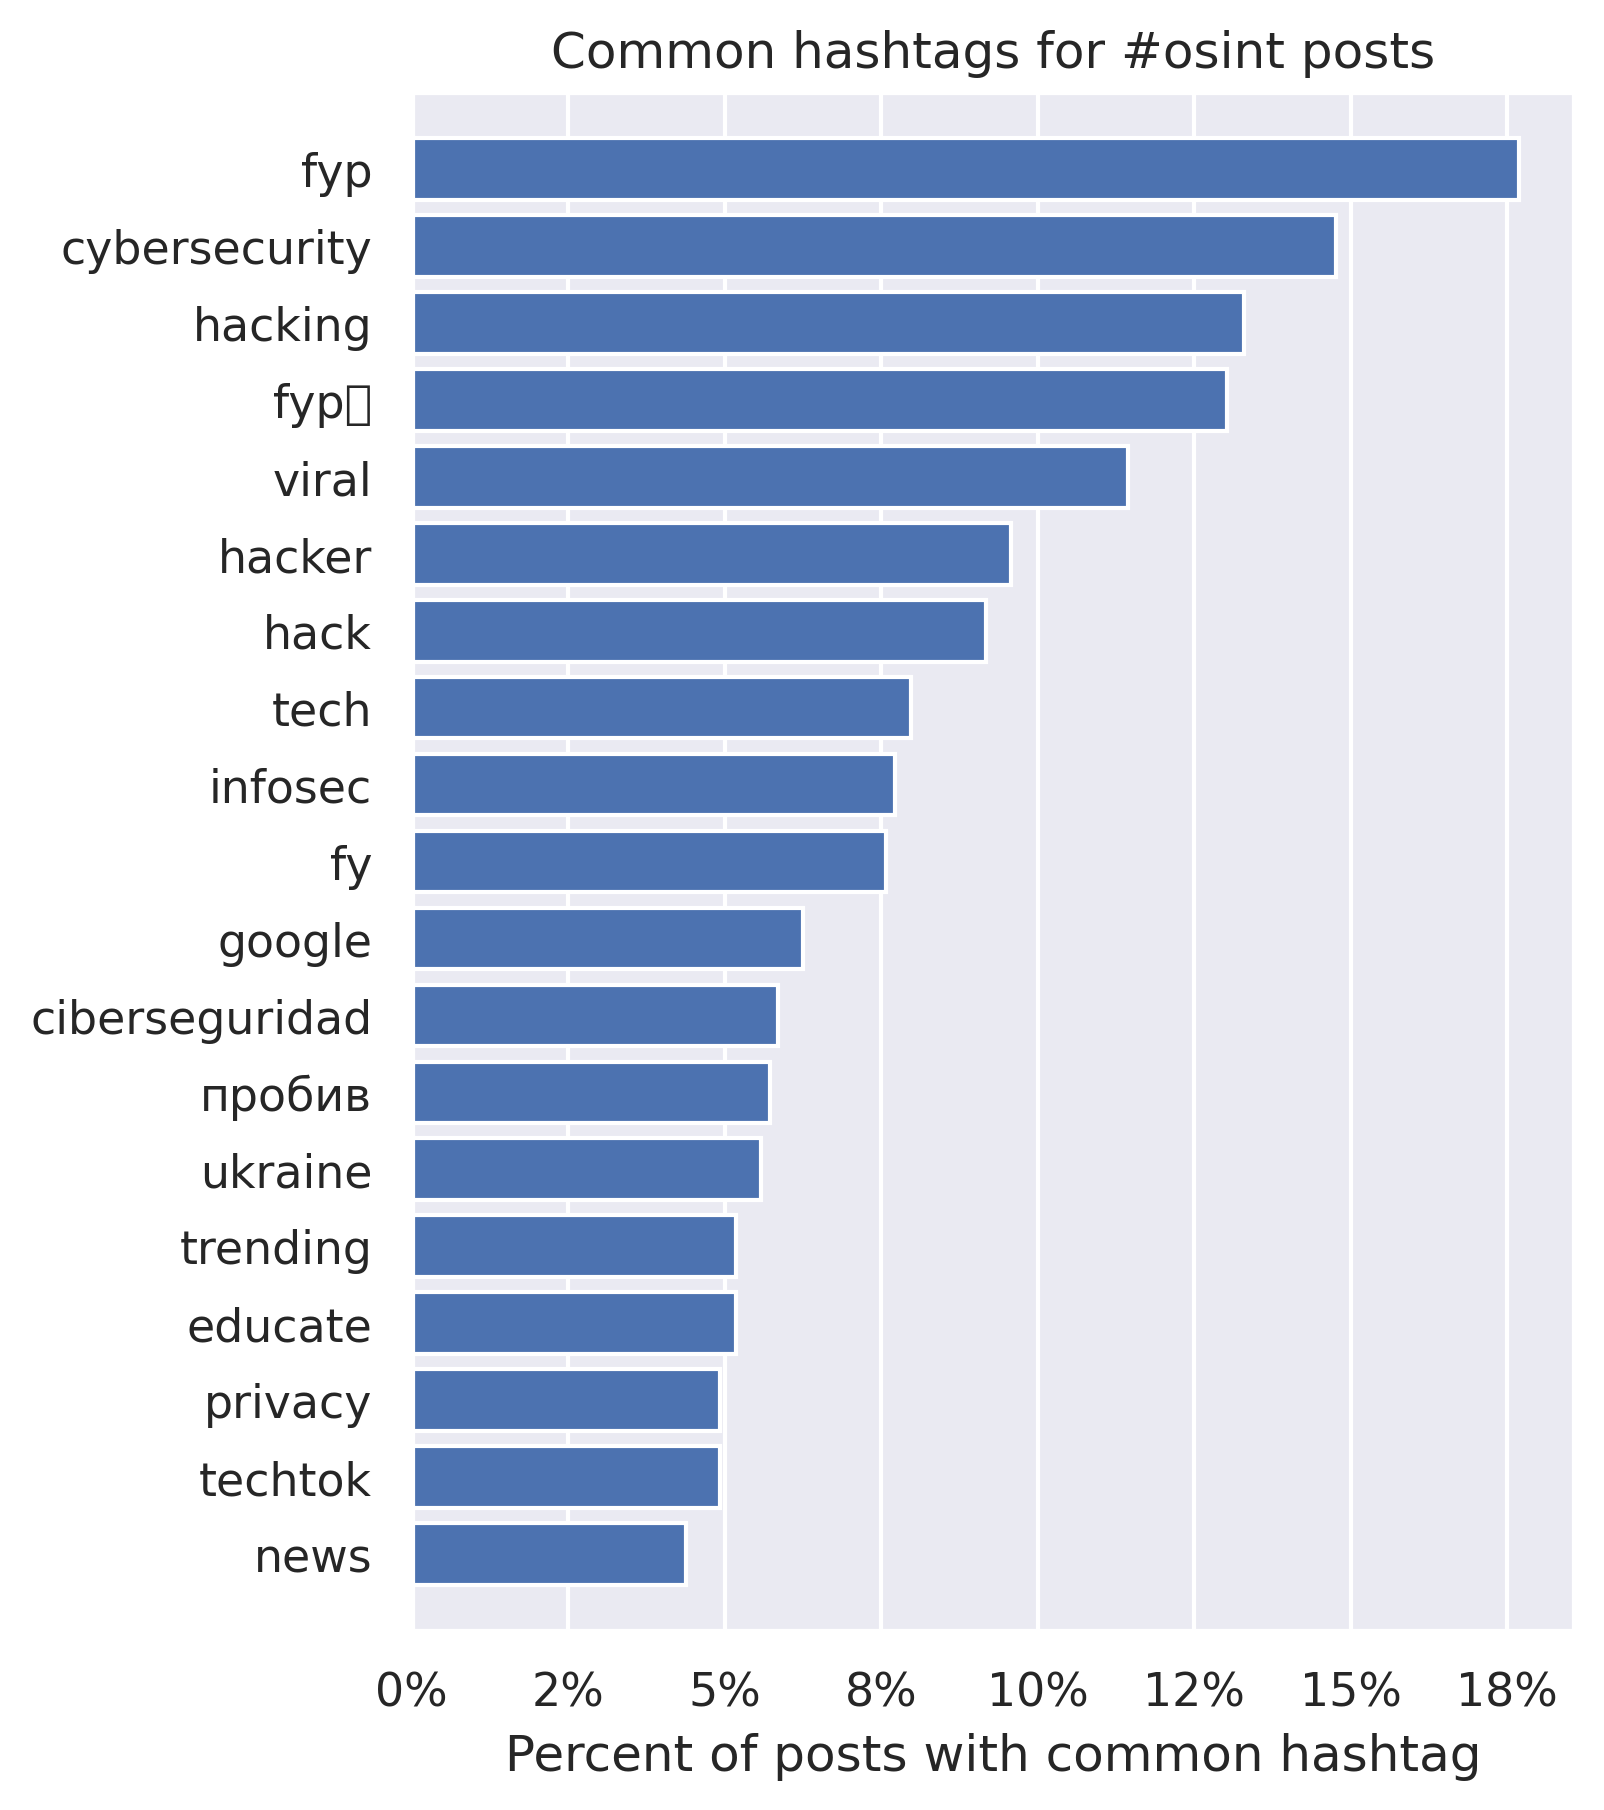 Common hashtags for #osint posts
fyp
cybersecurity
hacking
fyp▯
viral
hacker
hack
tech
infosec
fy
google
ciberseguridad
пробив
ukraine
trending
educate
privacy
techtok
news
0% 2% 5% 8% 10% 12% 15% 18%
Percent of posts with common hashtag